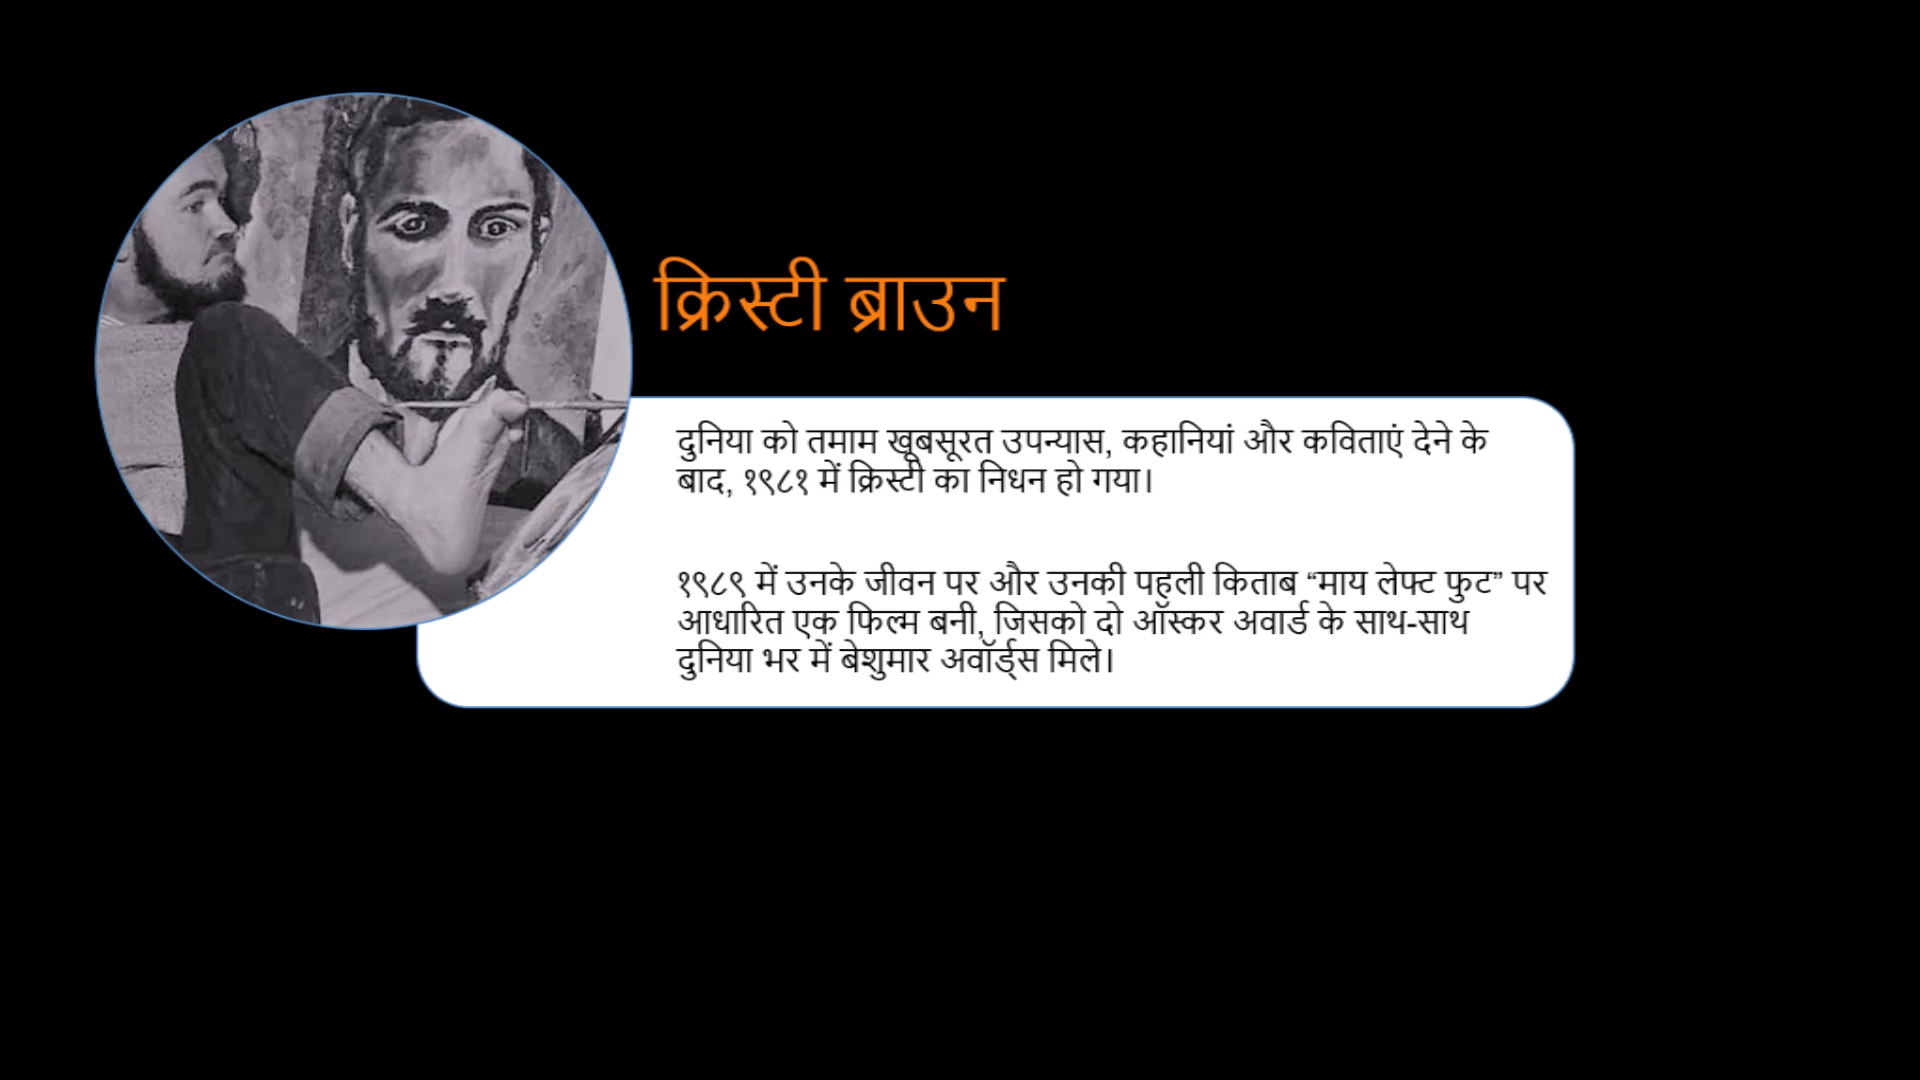 क्रिस्टी ब्राउन
दुनिया को तमाम खूबसूरत उपन्यास, कहानियां और कविताएं देने के
बाद, १९८१ में क्रिस्टी का निधन हो गया।
१९८९ में उनके जीवन पर और उनकी पहली किताब “माय लेफ्ट फुट” पर
आधारित एक फिल्म बनी, जिसको दो ऑस्कर अवार्ड के साथ-साथ
दुनिया भर में बेशुमार अवॉर्ड्स मिले।